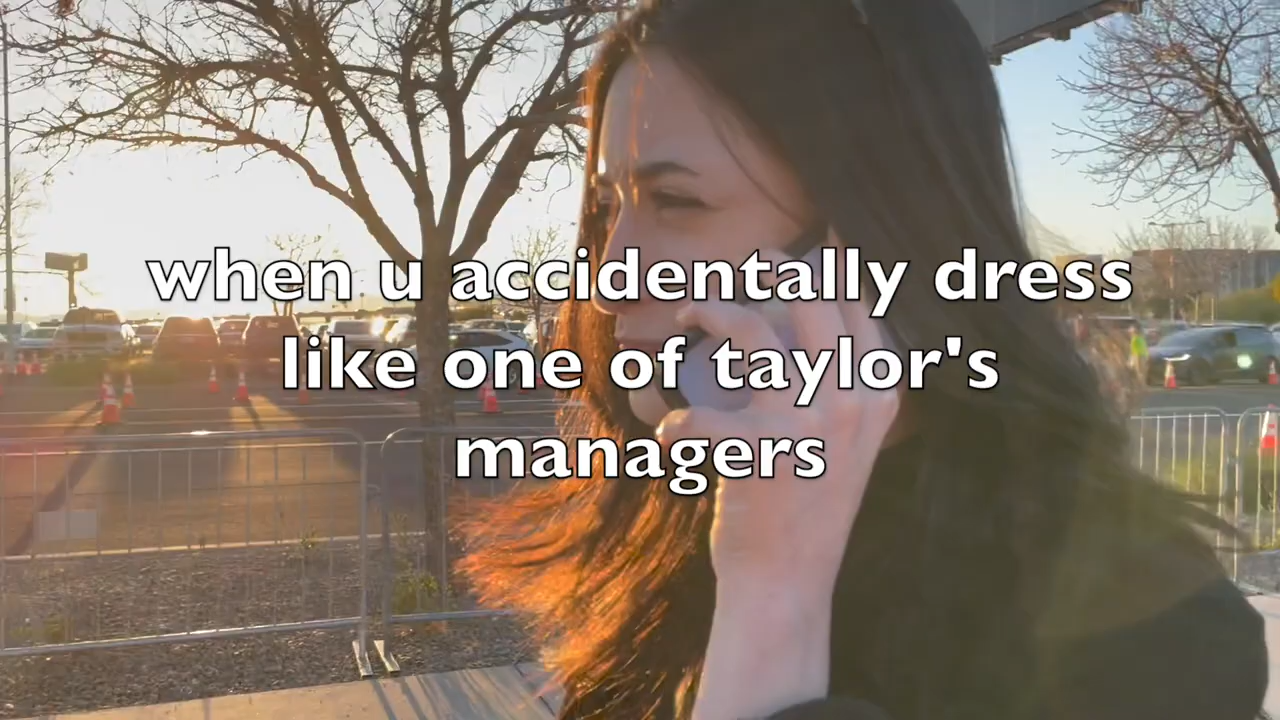 when u accidentally dress
like one of taylor's
managers